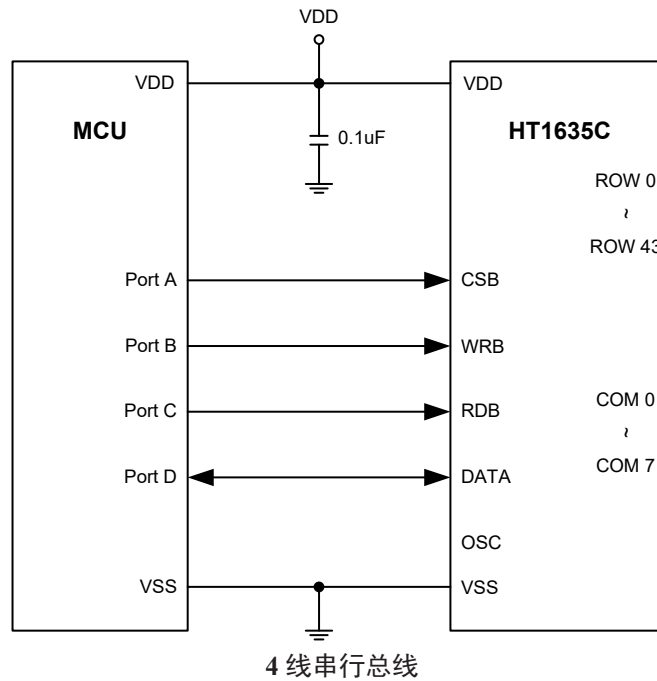 VDD
VDD
VDD
MCU
HT1635C
0.1uF
ROW 0
~
ROW 43
Port A
CSB
Port B
WRB
Port C
RDB
COM 0
~
COM 7
Port D
DATA
OSC
VSS
VSS
4 线串行总线